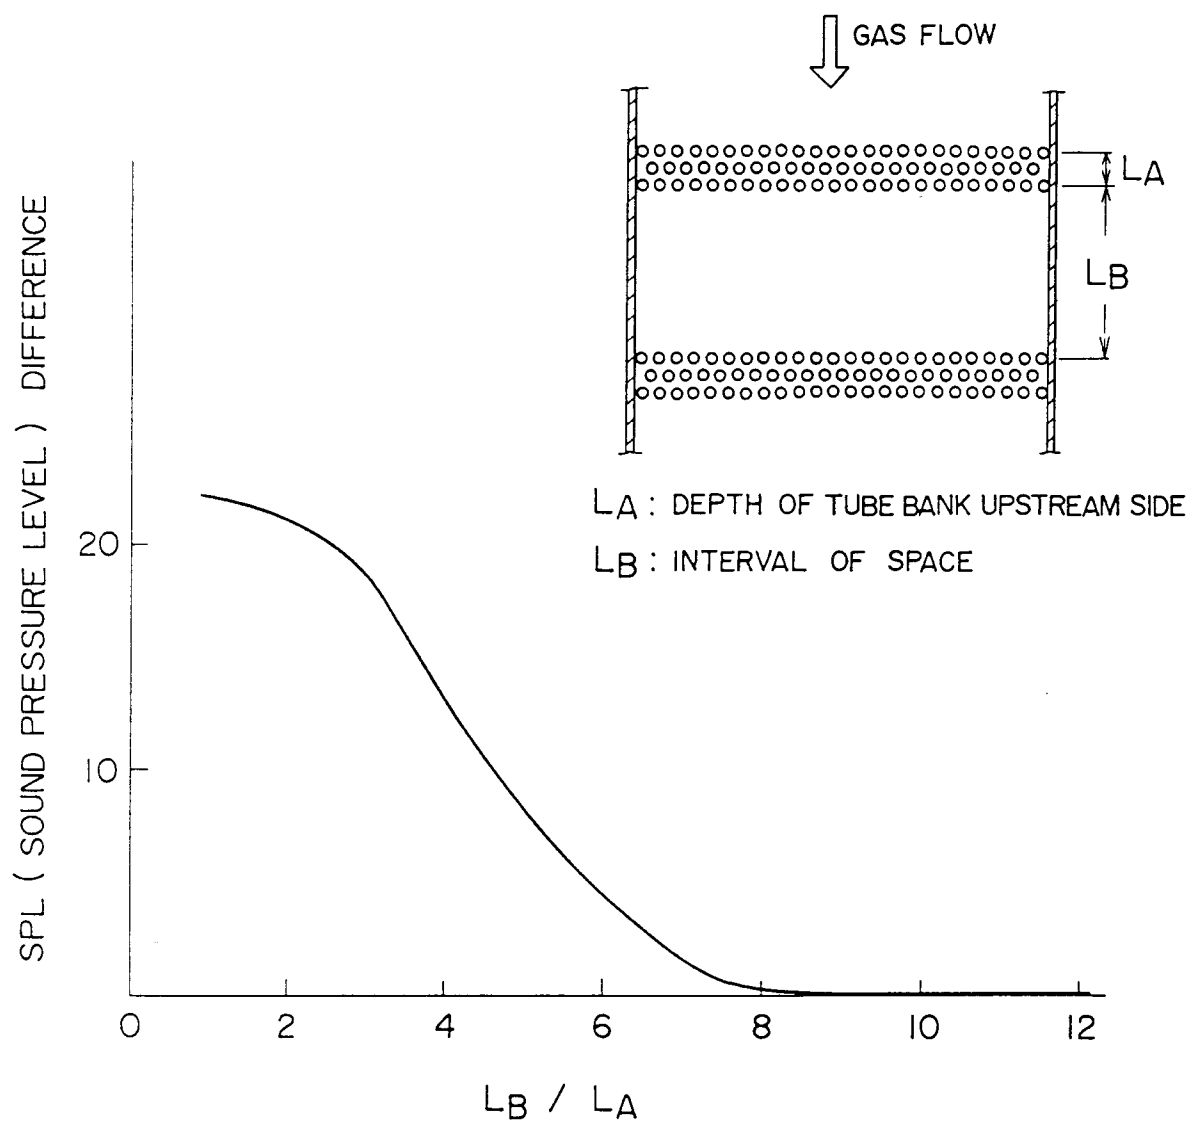 GAS FLOW
LA
LB
LA : DEPTH OF TUBE BANK UPSTREAM SIDE
LB : INTERVAL OF SPACE
SPL ( SOUND PRESSURE LEVEL ) DIFFERENCE
20
10
0 2 4 6 8 10 12
LB / LA